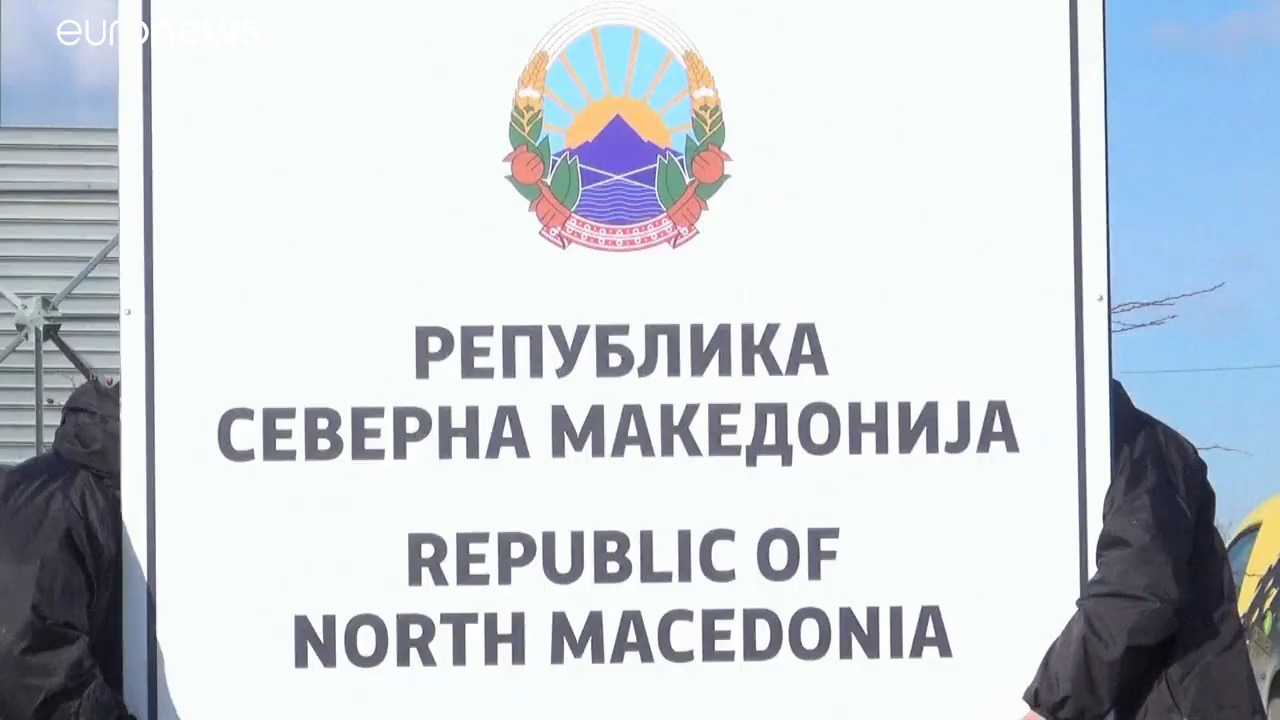 euronews.
РЕПУБЛИКА
СЕВЕРНА МАКЕДОНИЈА
REPUBLIC OF
NORTH MACEDONIA